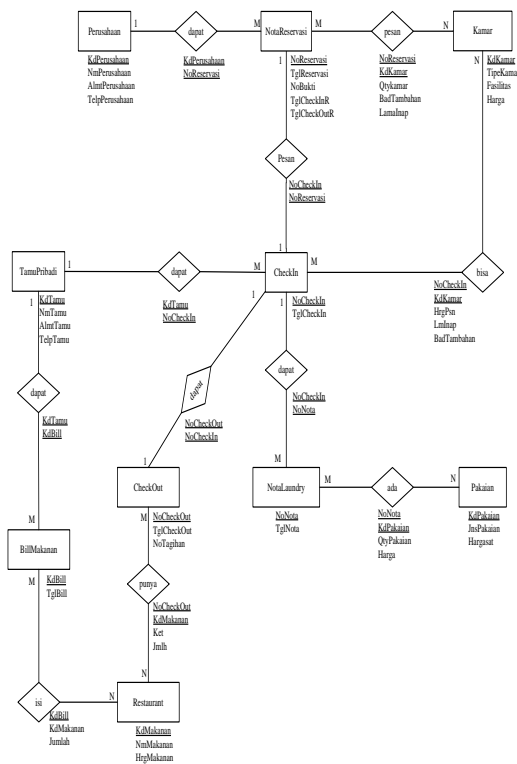 Perusahaan
1
dapat
M
NotaReservasi
M
pesan
N
Kamar
KdPerusahaan
NmPerusahaan
AlmtPerusahaan
TelpPerusahaan
KdPerusahaan
NoReservasi
1
NoReservasi
TglReservasi
NoBukti
TglCheckInR
TglCheckOutR
NoReservasi
KdKamar
Qtykamar
BadTambahan
LamaInap
N
KdKamar
TipeKama
Fasilitas
Harga
Pesan
NoCheckIn
NoReservasi
1
TamuPribadi
1
dapat
M
CheckIn
M
bisa
1
KdTamu
NmTamu
AlmtTamu
TelpTamu
KdTamu
NoCheckIn
1
1
NoCheckIn
TglCheckIn
NoCheckIn
KdKamar
HrgPsn
LmInap
BadTambahan
dapat
KdTamu
KdBill
dapat
NoCheckOut
NoCheckIn
dapat
NoCheckIn
NoNota
M
1
CheckOut
M
NoCheckOut
TglCheckOut
NoTagihan
M
NotaLaundry
M
ada
N
Pakaian
NoNota
TglNota
NoNota
KdPakaian
QtyPakaian
Harga
KdPakaian
JnsPakaian
Hargasat
BillMakanan
M
KdBill
TglBill
punya
NoCheckOut
KdMakanan
Ket
Jmlh
N
isi
N
Restaurant
KdBill
KdMakanan
Jumlah
KdMakanan
NmMakanan
HrgMakanan